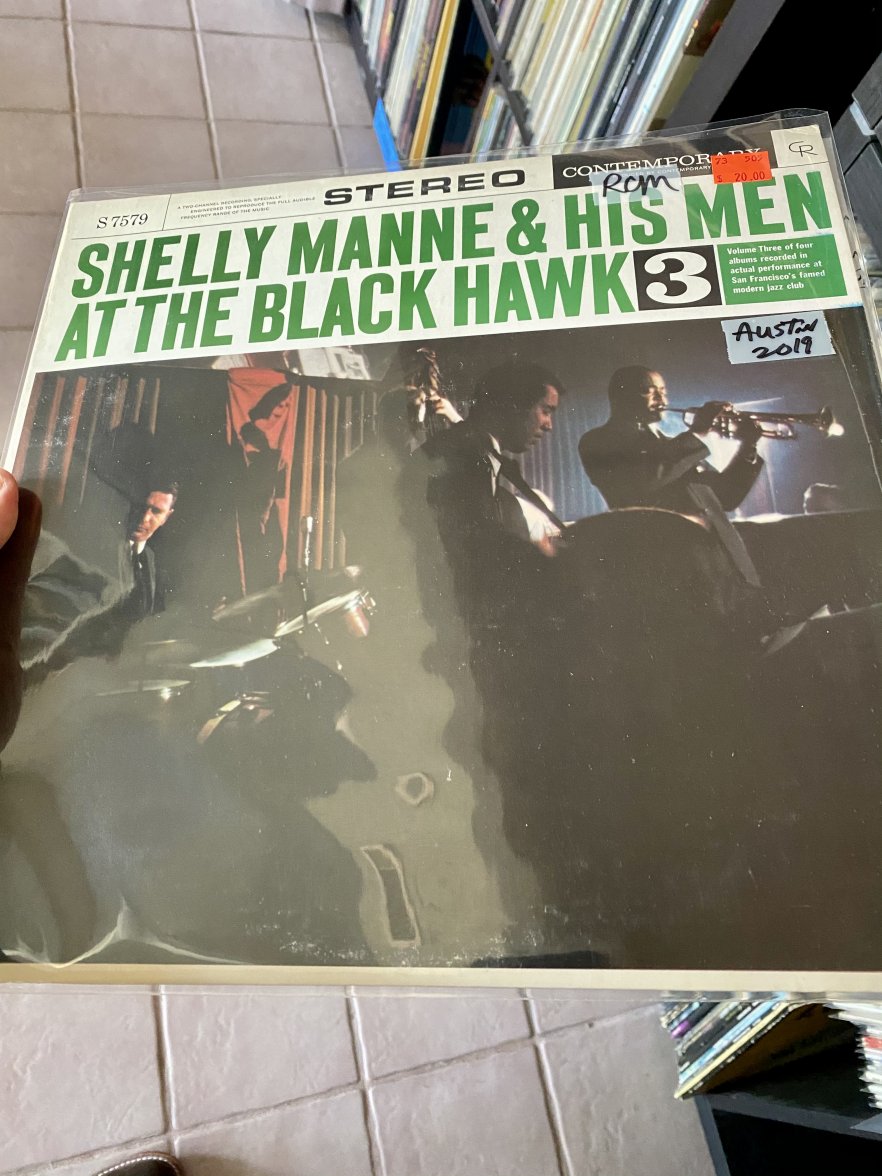 S 7579
A TWO-CHANNEL RECORDING, SPECIALLY
ENGINEERED TO REPRODUCE THE FULL AUDIBLE
FREQUENCY RANGE OF THE MUSIC
STEREO
CONTEMPORARY
CR
RCM
$ 20.00
SHELLY MANNE & HIS MEN
AT THE BLACK HAWK 3
Volume Three of four
albums recorded in
actual performance at
San Francisco's famed
modern jazz club
AUSTIN
2019